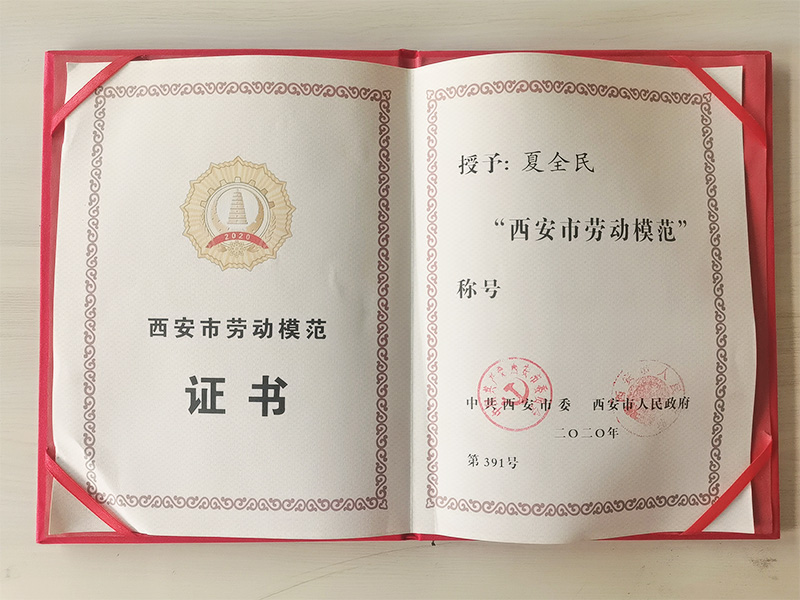 2020
西安市劳动模范
证书
授予：夏全民
“西安市劳动模范”
称号
中共西安市委 西安市人民政府
二〇二〇年
第391号